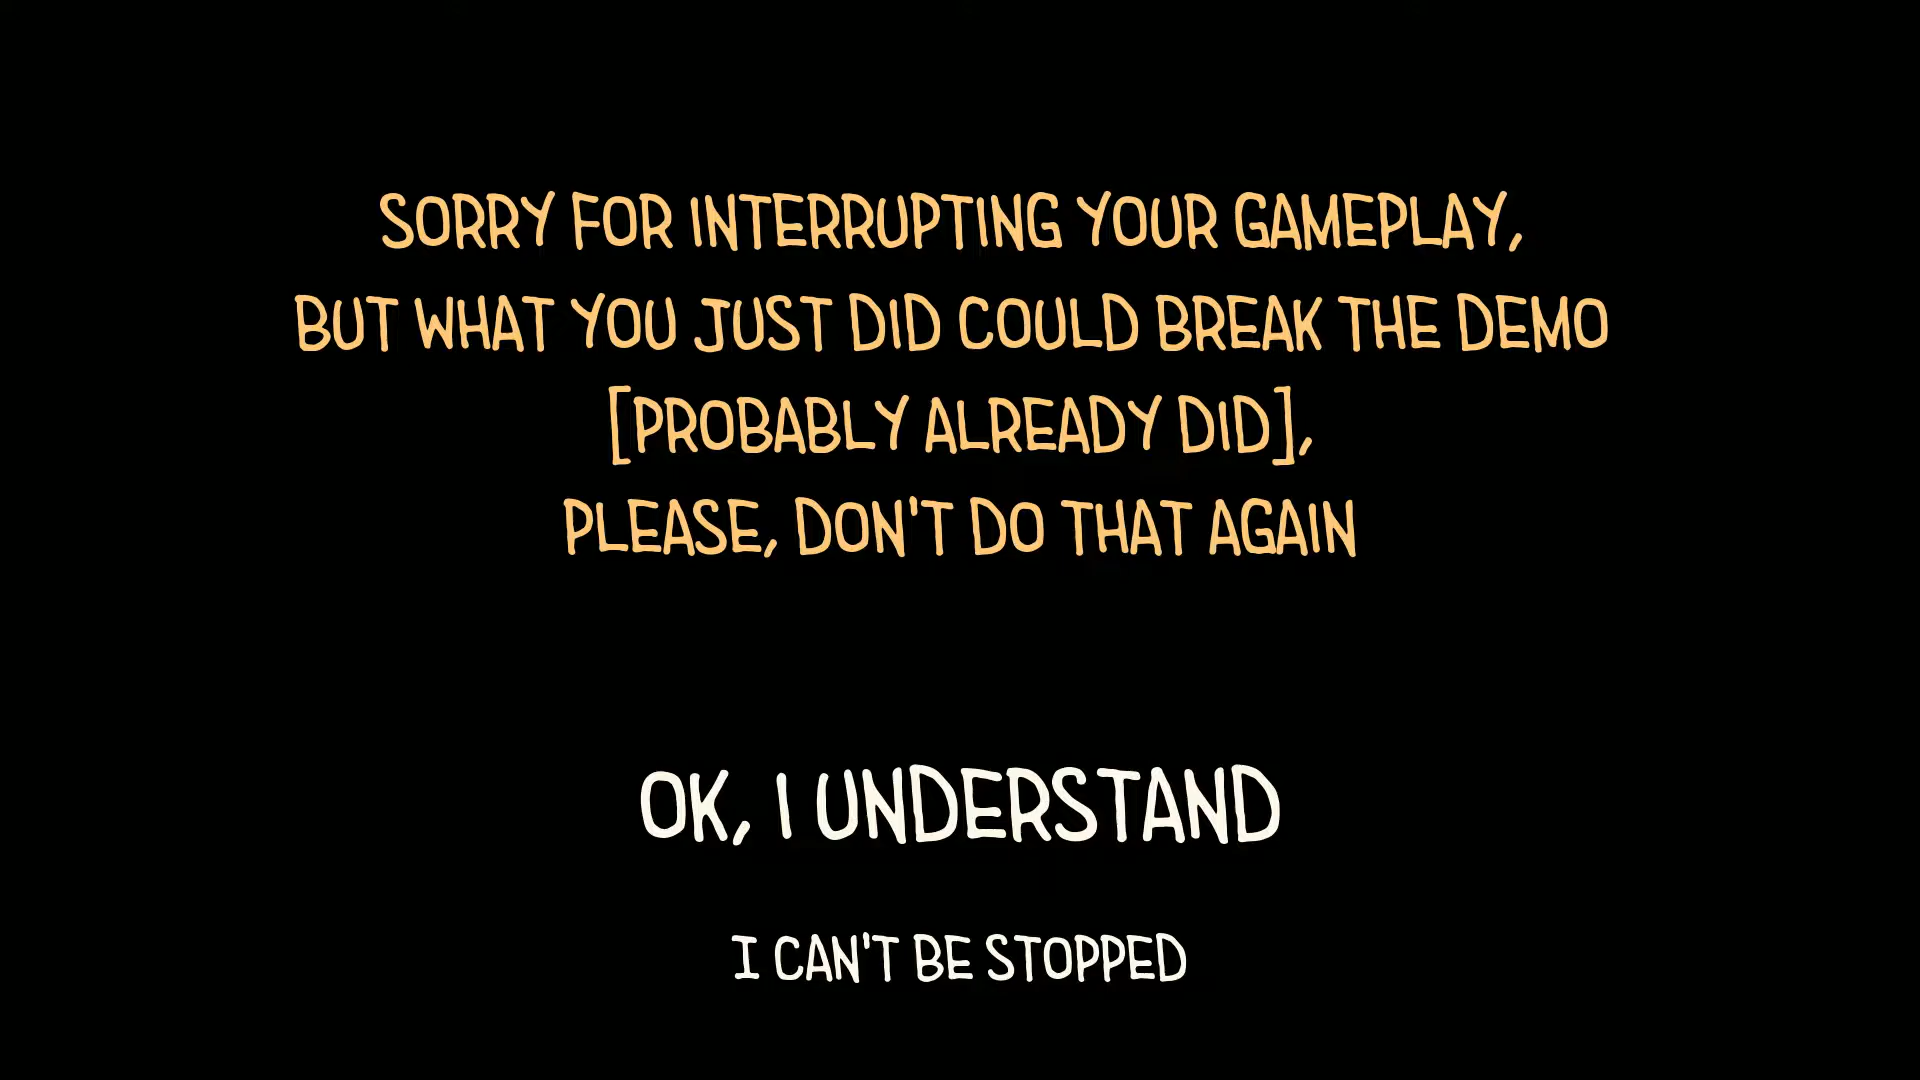 SORRY FOR INTERRUPTING YOUR GAMEPLAY,
BUT WHAT YOU JUST DID COULD BREAK THE DEMO
[PROBABLY ALREADY DID],
PLEASE, DON'T DO THAT AGAIN
OK, I UNDERSTAND
I CAN'T BE STOPPED